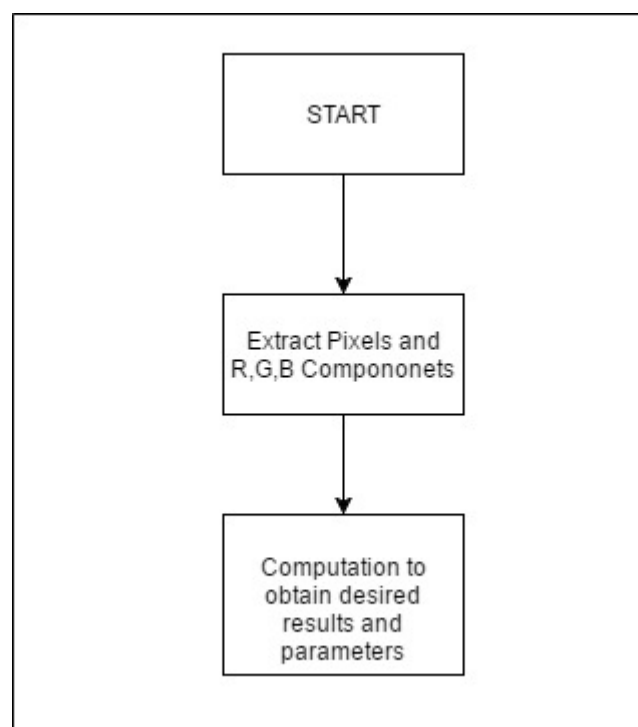 START
Extract Pixels and
R,G,B Compononets
Computation to
obtain desired
results and
parameters